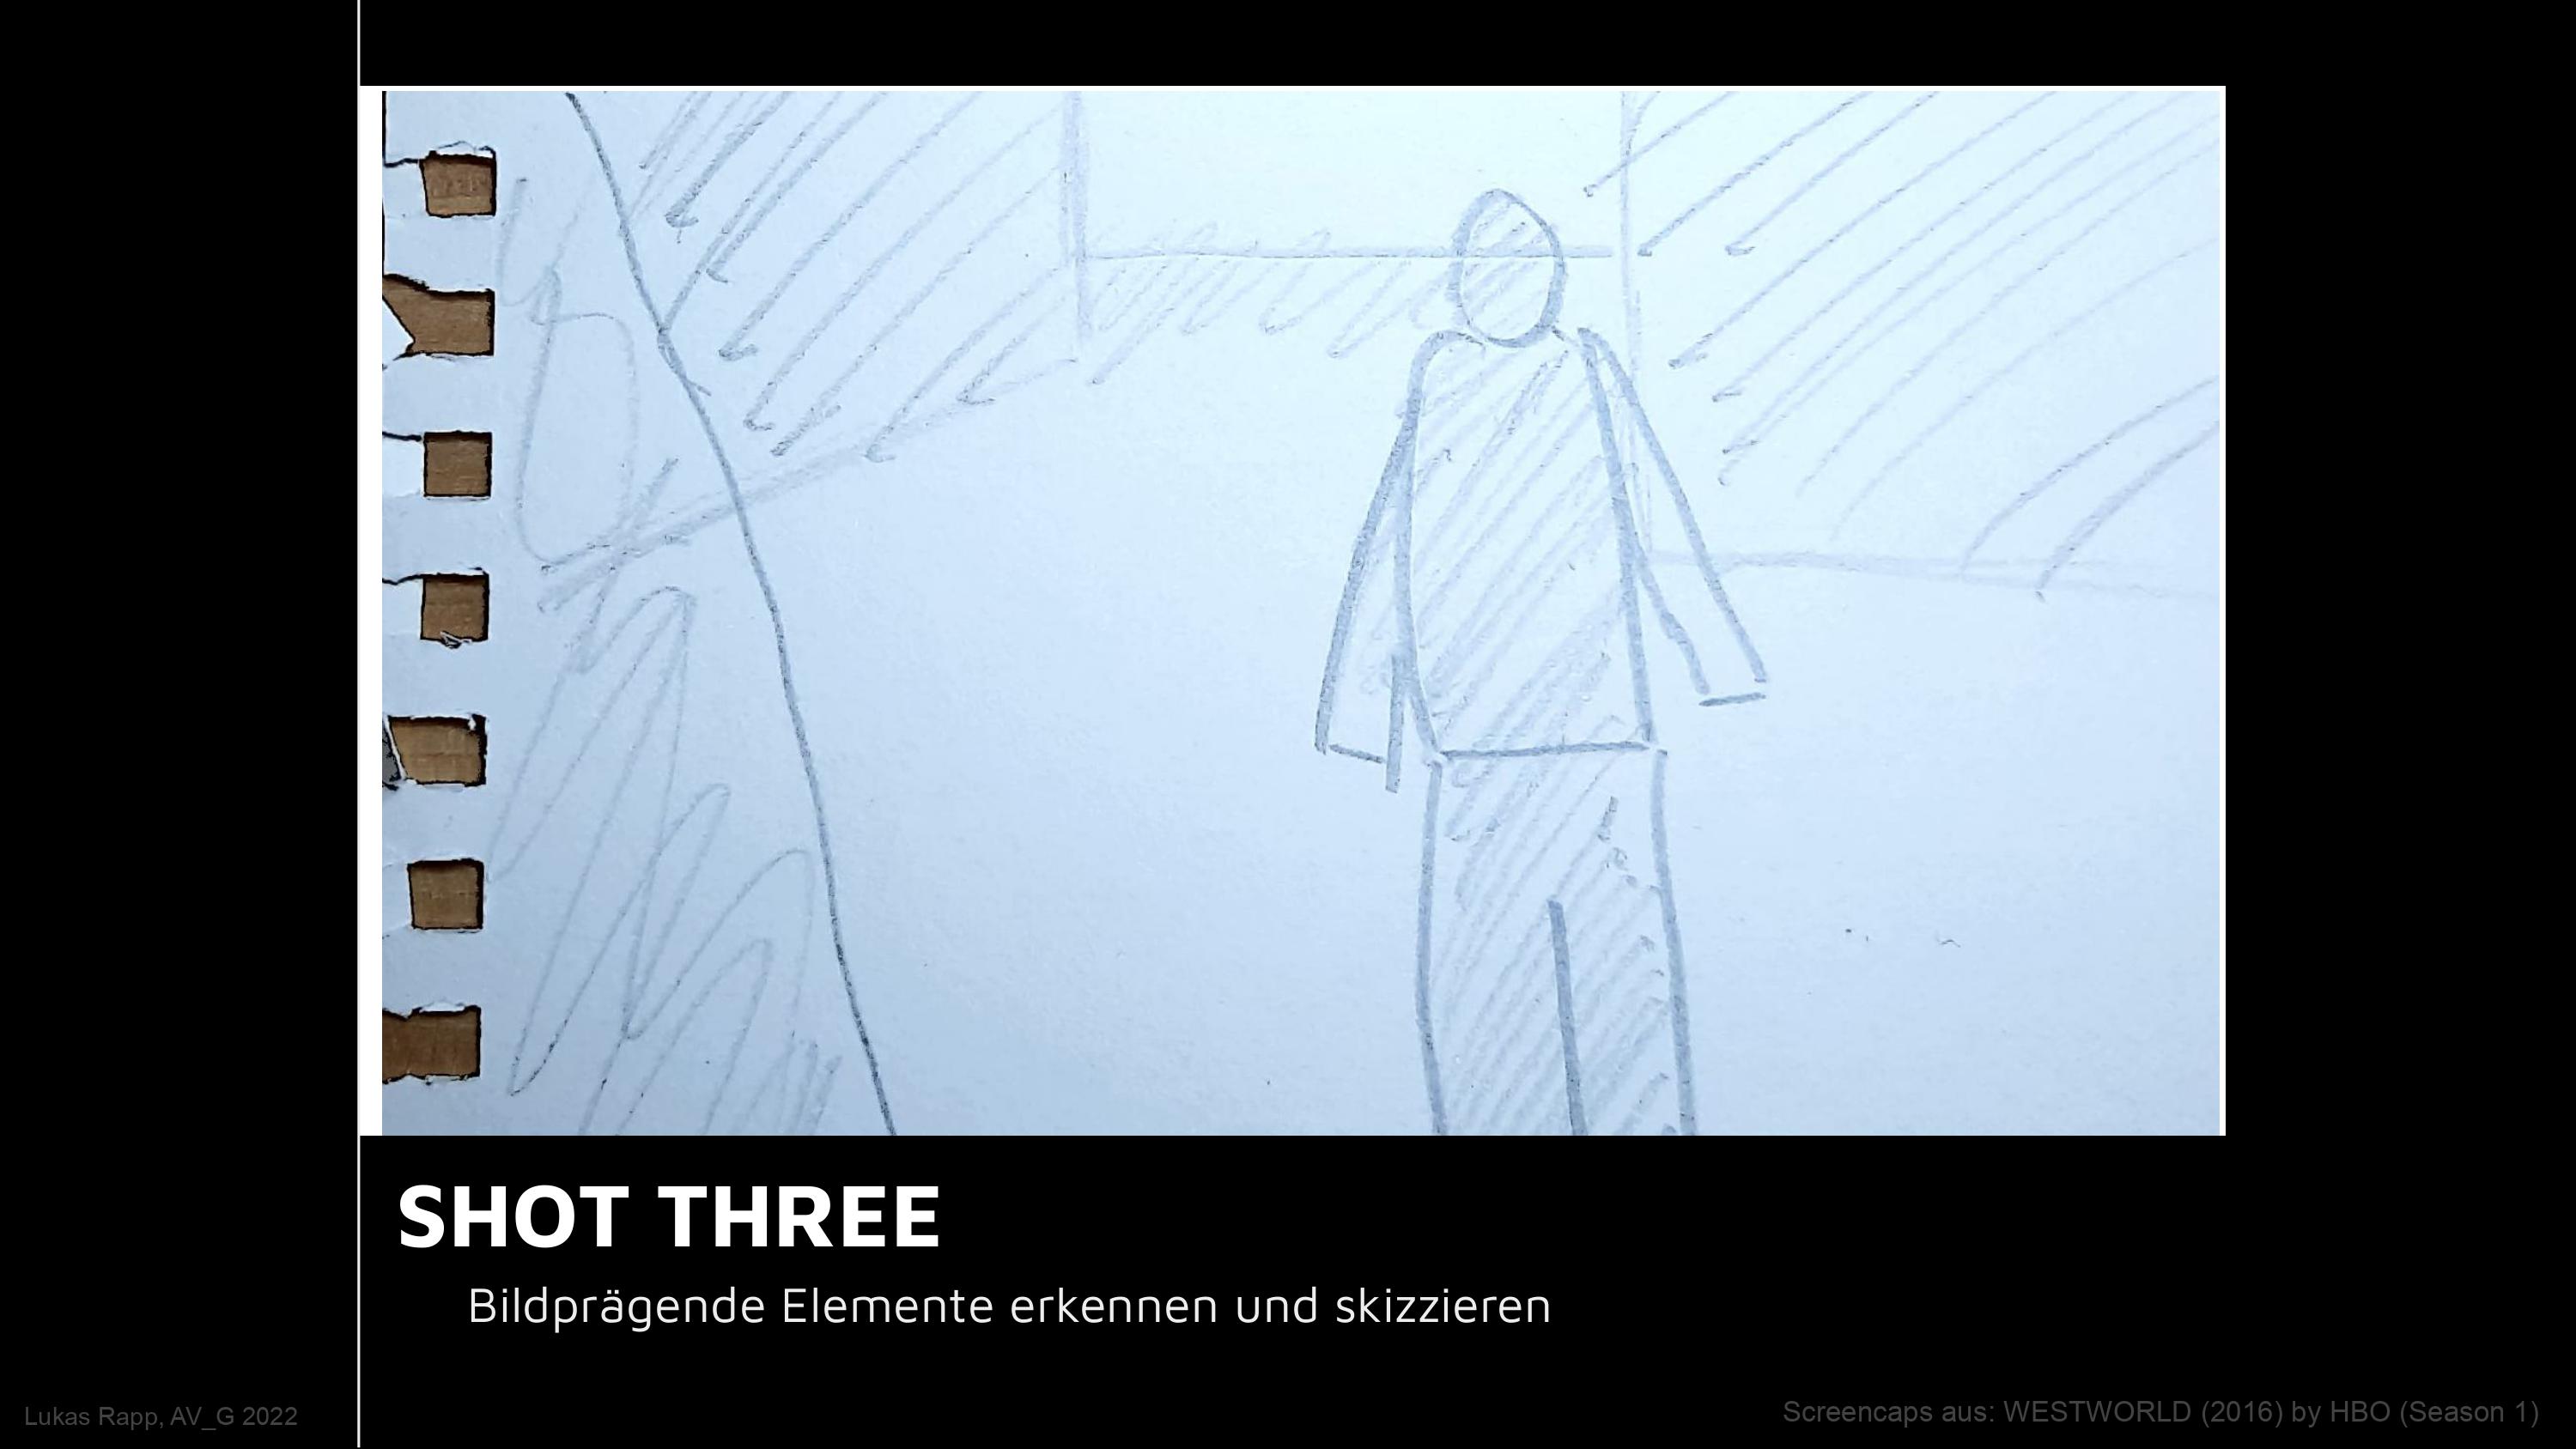 SHOT THREE
Bildprägende Elemente erkennen und skizzieren
Lukas Rapp, AV_G 2022
Screencaps aus: WESTWORLD (2016) by HBO (Season 1)